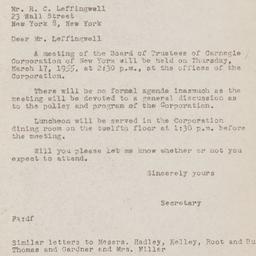 Mr. R. C. Leffingwell
23 Wall Street
New York 8, New York
Dear Mr. Leffingwell
A meeting of the Board of Trustees of Carnegie
Corporation of New York will be held on Thursday,
March 17, 1955, at 2:30 p.m., at the offices of the
Corporation.
There will be no formal agenda inasmuch as the
meeting will be devoted to a general discussion as
to the policy and program of the Corporation.
Luncheon will be served in the Corporation
dining room on the twelfth floor at 1:30 p.m. before
the meeting.
Will you please let me know whether or not you
expect to attend.
Sincerely yours
Secretary
Similar letters to Messrs. Hadley, Kelley, Root and Bu
Thomas and Gardner and Mrs. Miller